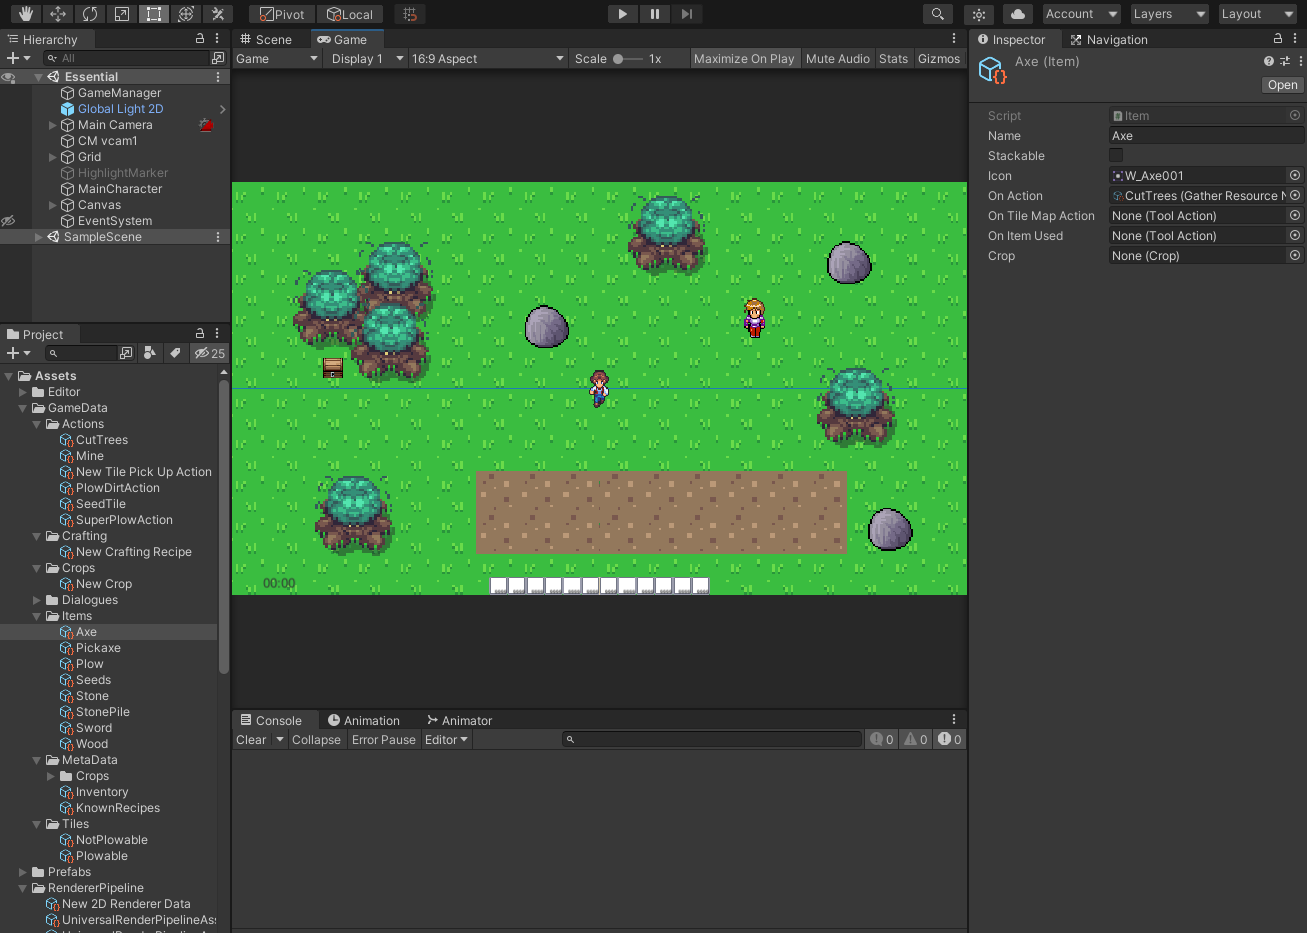 Pivot Local Account Layers Layout
Hierarchy
All
Essential
GameManager
Global Light 2D
Main Camera
CM vcam1
Grid
HighlightMarker
MainCharacter
Canvas
EventSystem
SampleScene
Project
25
Assets
Editor
GameData
Actions
CutTrees
Mine
New Tile Pick Up Action
PlowDirtAction
SeedTile
SuperPlowAction
Crafting
New Crafting Recipe
Crops
New Crop
Dialogues
Items
Axe
Pickaxe
Plow
Seeds
Stone
StonePile
Sword
Wood
MetaData
Crops
Inventory
KnownRecipes
Tiles
NotPlowable
Plowable
Prefabs
RendererPipeline
New 2D Renderer Data
UniversalRenderPipelineAss
Scene Game
Game Display 1 16:9 Aspect Scale 1x Maximize On Play Mute Audio Stats Gizmos
00:00
Console Animation Animator
Clear Collapse Error Pause Editor 0 0 0
Inspector Navigation
Axe (Item)
Open
Script Item
Name Axe
Stackable
Icon W_Axe001
On Action CutTrees (Gather Resource N
On Tile Map Action None (Tool Action)
On Item Used None (Tool Action)
Crop None (Crop)